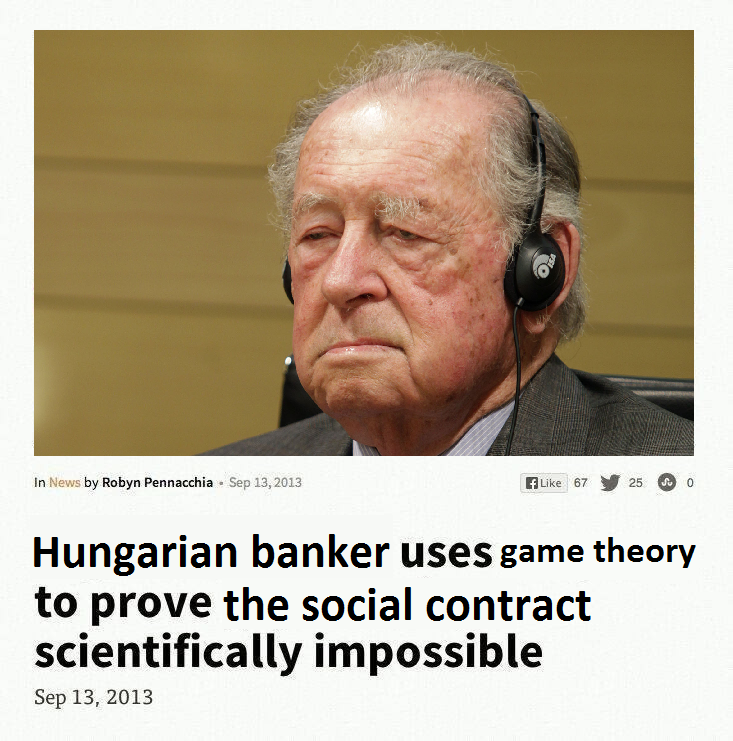 In News by Robyn Pennacchia • Sep 13, 2013 Like 67 25 0
Hungarian banker uses game theory
to prove the social contract
scientifically impossible
Sep 13, 2013